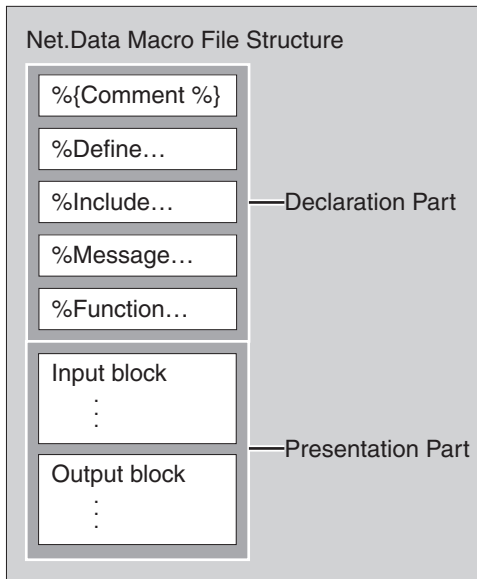 Net.Data Macro File Structure
%{Comment %}
%Define…
%Include…
Declaration Part
%Message…
%Function…
Input block
.
.
.
Presentation Part
Output block
.
.
.